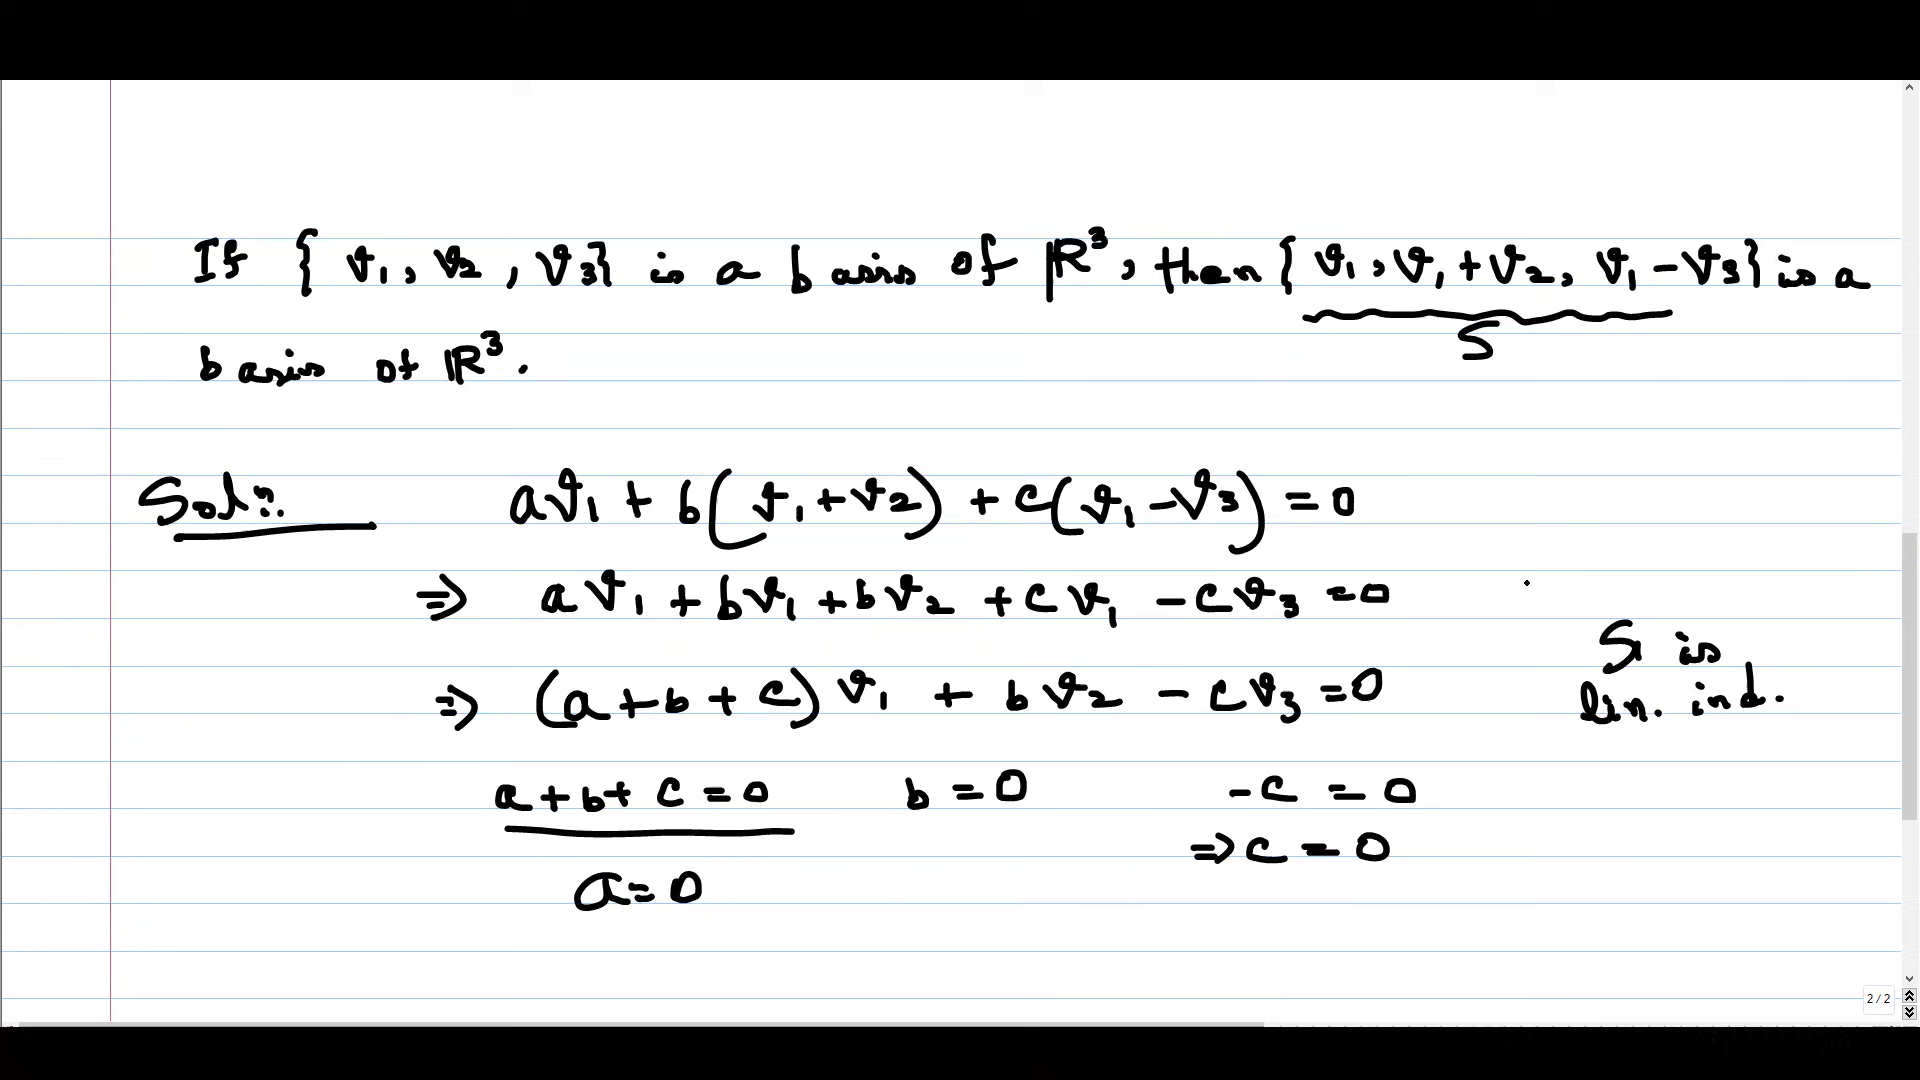 If { v₁, v₂, v₃} is a basis of ℝ³, then { v₁, v₁+v₂, v₁-v₃} is a
S
basis of ℝ³.
Solⁿ: av₁ + b(v₁+v₂) + c(v₁-v₃) = 0
⇒ av₁ + bv₁ + bv₂ + cv₁ - cv₃ = 0
S is
⇒ (a+b+c)v₁ + bv₂ - cv₃ = 0
lin. ind.
a+b+c = 0 b = 0 -c = 0
⇒ c = 0
a = 0
2 / 2